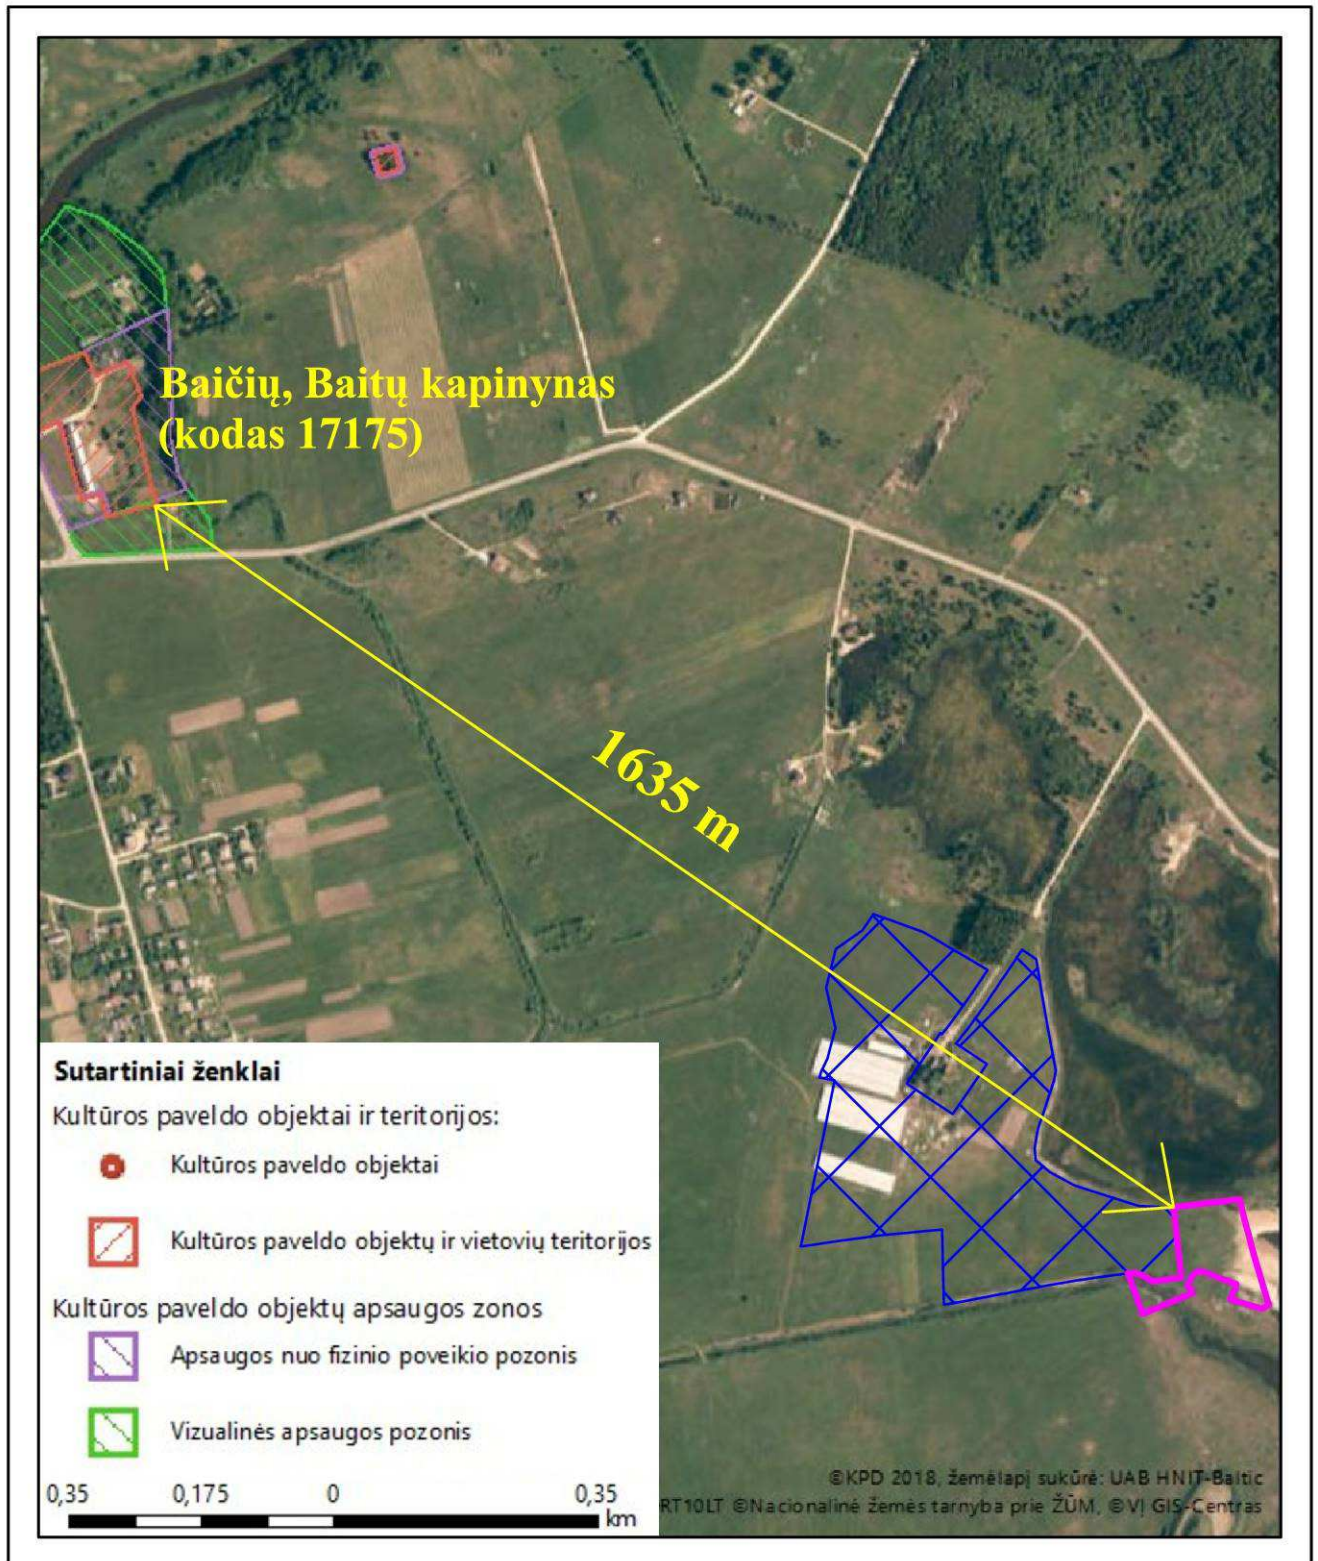 Baičių, Baitų kapinynas
(kodas 17175)
1635 m
Sutartiniai ženklai
Kultūros paveldo objektai ir teritorijos:
Kultūros paveldo objektai
Kultūros paveldo objektų ir vietovių teritorijos
Kultūros paveldo objektų apsaugos zonos
Apsaugos nuo fizinio poveikio pozonis
Vizualinės apsaugos pozonis
0,35 0,175 0 0,35
km
©KPD 2018, žemėlapį sukūrė: UAB HNIT-Baltic
RT10LT ©Nacionalinė žemės tarnyba prie ŽŪM, ©VĮ GIS-Centras